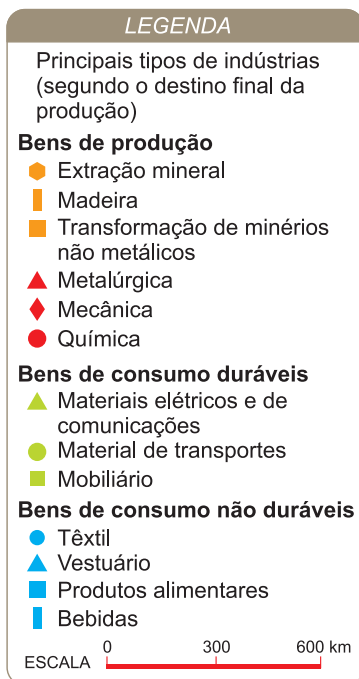 LEGENDA
Principais tipos de indústrias
(segundo o destino final da
produção)
Bens de produção
Extração mineral
Madeira
Transformação de minérios
não metálicos
Metalúrgica
Mecânica
Química
Bens de consumo duráveis
Materiais elétricos e de
comunicações
Material de transportes
Mobiliário
Bens de consumo não duráveis
Têxtil
Vestuário
Produtos alimentares
Bebidas
0 300 600 km
ESCALA